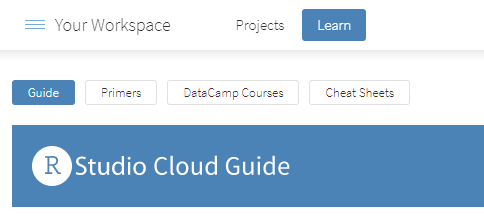 Your Workspace Projects Learn
Guide Primers DataCamp Courses Cheat Sheets
R Studio Cloud Guide